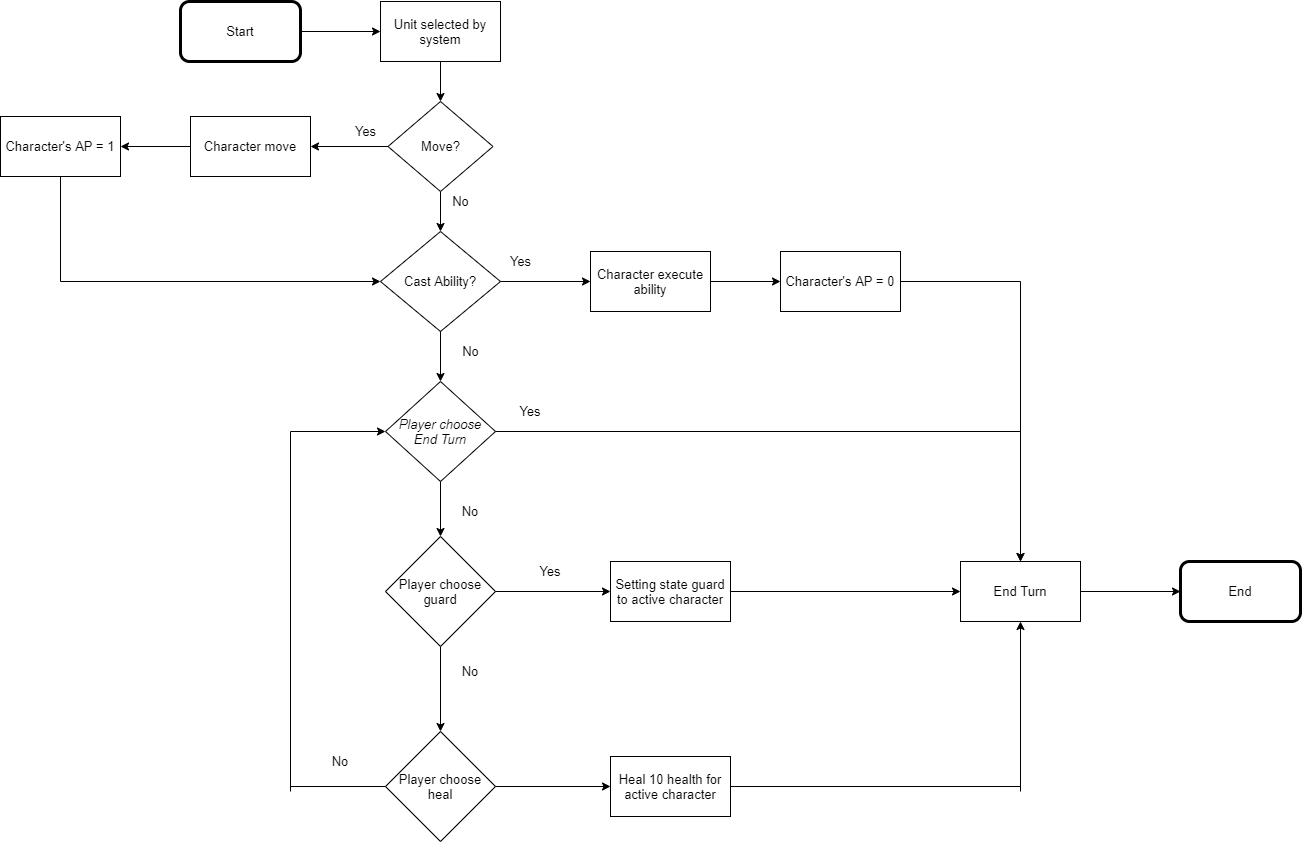 Start
Unit selected by
system
Yes
Move?
Character move
Character's AP = 1
No
Cast Ability?
Yes
Character execute
ability
Character's AP = 0
No
Player choose
End Turn
Yes
No
Player choose
guard
Yes
Setting state guard
to active character
End Turn
End
No
Player choose
heal
No
Heal 10 health for
active character